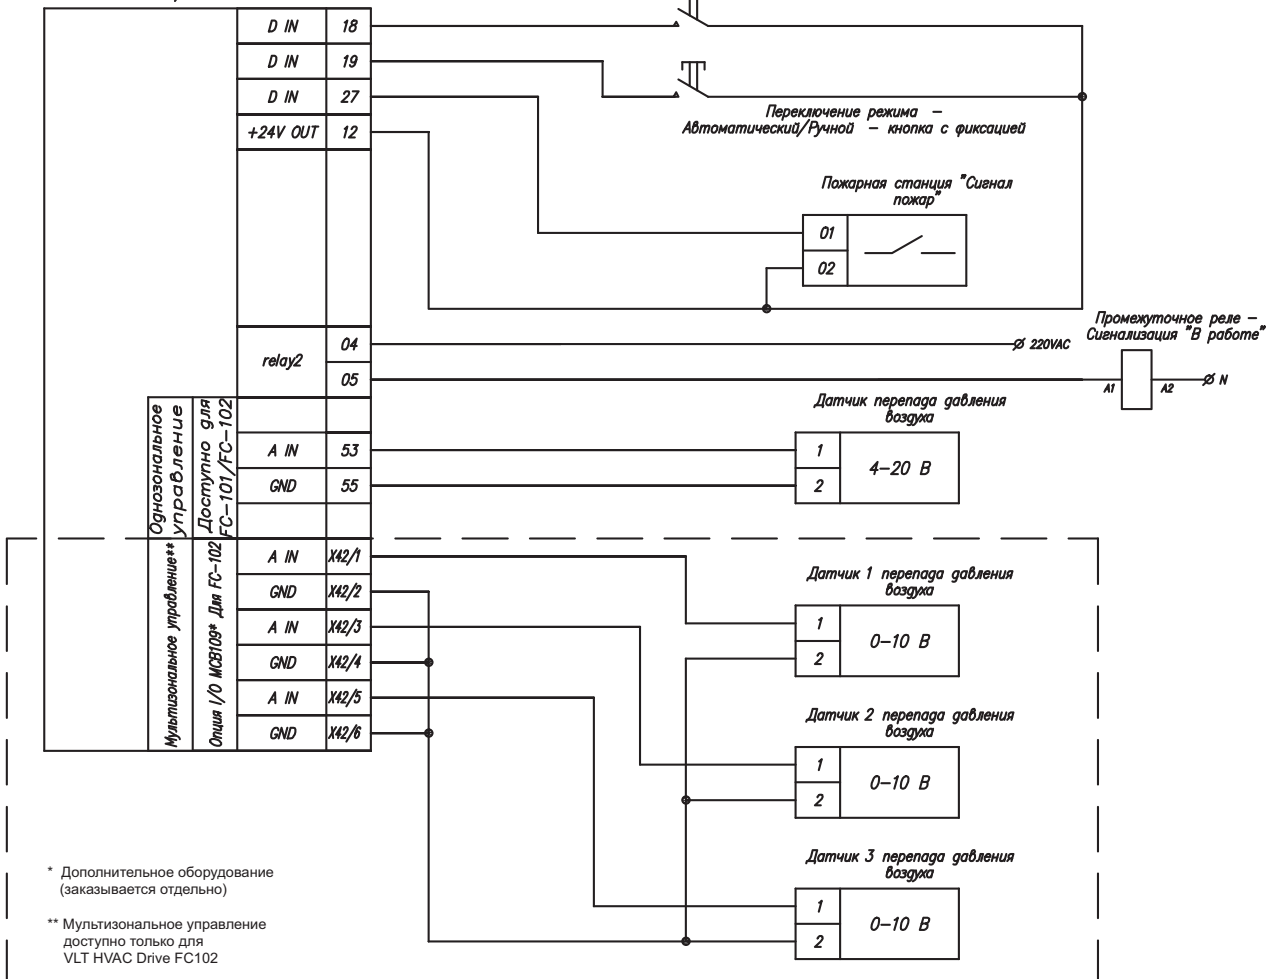 D IN 18
D IN 19
D IN 27
+24V OUT 12
Переключение режима –
Автоматический/Ручной – кнопка с фиксацией
Пожарная станция "Сигнал
пожар"
01
02
relay2
04
05
220VAC
Промежуточное реле –
Сигнализация "В работе"
A1
A2
N
Однозональное
управление
Доступно для
FC-101/FC-102
A IN 53
GND 55
Датчик перепада давления
воздуха
1
2
4-20 В
Мультизональное управление**
Опция I/O MCB109* Для FC-102
A IN X42/1
GND X42/2
A IN X42/3
GND X42/4
A IN X42/5
GND X42/6
Датчик 1 перепада давления
воздуха
1
2
0-10 В
Датчик 2 перепада давления
воздуха
1
2
0-10 В
Датчик 3 перепада давления
воздуха
1
2
0-10 В
* Дополнительное оборудование
(заказывается отдельно)
** Мультизональное управление
доступно только для
VLT HVAC Drive FC102